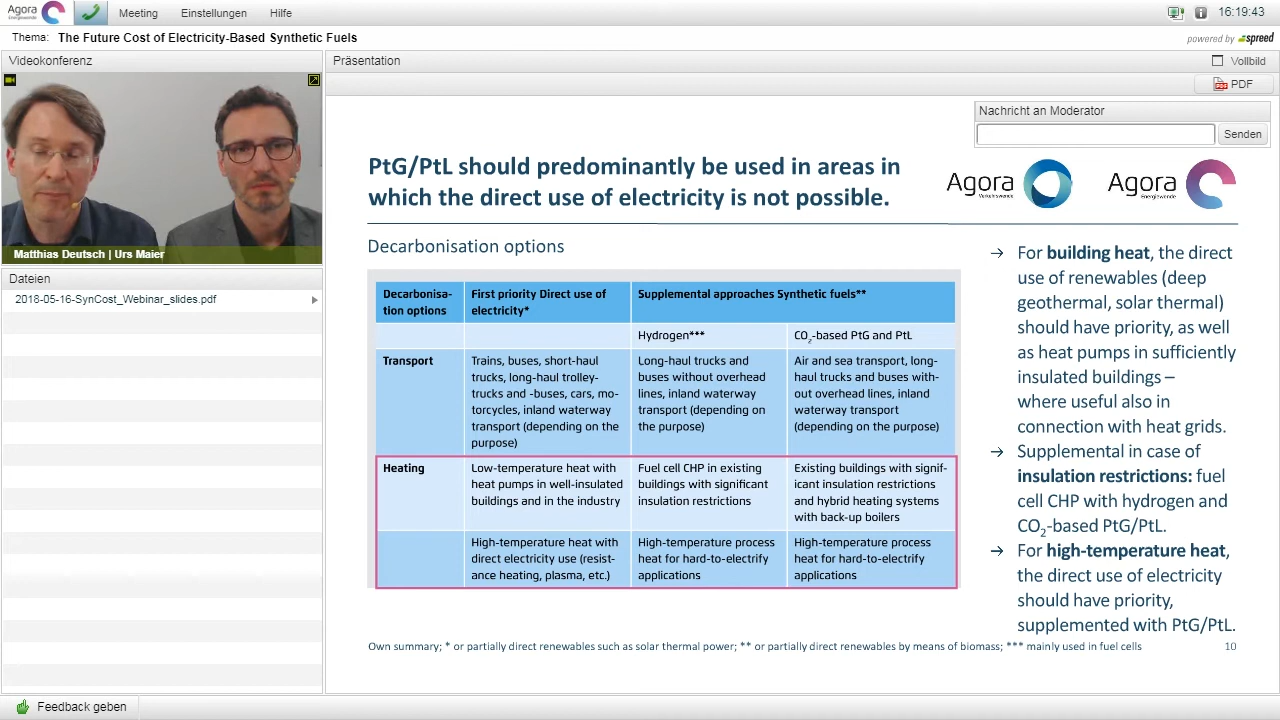 Agora
Energiewende
Meeting
Einstellungen
Hilfe
16:19:43
Thema: The Future Cost of Electricity-Based Synthetic Fuels
powered by spreed
Videokonferenz
Präsentation
Vollbild
PDF
Nachricht an Moderator
Senden
Matthias Deutsch | Urs Maier
Dateien
2018-05-16-SynCost_Webinar_slides.pdf
PtG/PtL should predominantly be used in areas in
which the direct use of electricity is not possible.
Agora
Verkehrswende
Agora
Energiewende
Decarbonisation options
Decarbonisa-
tion options
First priority Direct use of
electricity*
Supplemental approaches Synthetic fuels**
Hydrogen***
CO2-based PtG and PtL
Transport
Trains, buses, short-haul
trucks, long-haul trolley-
trucks and -buses, cars, mo-
torcycles, inland waterway
transport (depending on the
purpose)
Long-haul trucks and
buses without overhead
lines, inland waterway
transport (depending on
the purpose)
Air and sea transport, long-
haul trucks and buses with-
out overhead lines, inland
waterway transport
(depending on the purpose)
Heating
Low-temperature heat with
heat pumps in well-insulated
buildings and in the industry
Fuel cell CHP in existing
buildings with significant
insulation restrictions
Existing buildings with signif-
icant insulation restrictions
and hybrid heating systems
with back-up boilers
High-temperature heat with
direct electricity use (resist-
ance heating, plasma, etc.)
High-temperature process
heat for hard-to-electrify
applications
High-temperature process
heat for hard-to-electrify
applications
→ For building heat, the direct
use of renewables (deep
geothermal, solar thermal)
should have priority, as well
as heat pumps in sufficiently
insulated buildings –
where useful also in
connection with heat grids.
→ Supplemental in case of
insulation restrictions: fuel
cell CHP with hydrogen and
CO2-based PtG/PtL.
→ For high-temperature heat,
the direct use of electricity
should have priority,
supplemented with PtG/PtL.
Own summary; * or partially direct renewables such as solar thermal power; ** or partially direct renewables by means of biomass; *** mainly used in fuel cells
10
Feedback geben